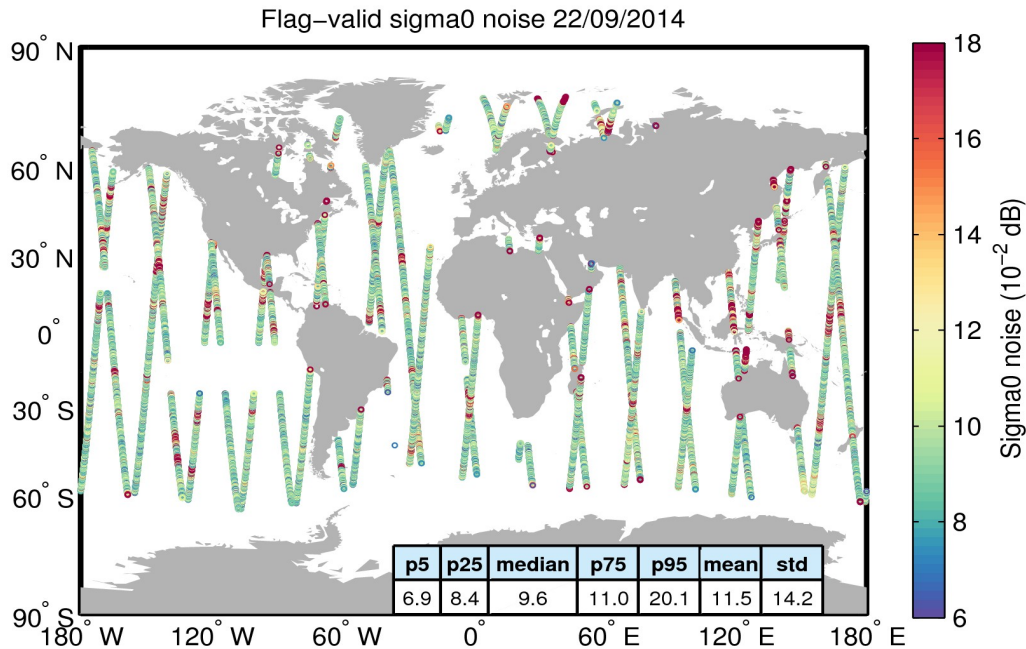 Flag−valid sigma0 noise 22/09/2014
90° N
60° N
30° N
0°
30° S
60° S
90° S
180° W 120° W 60° W 0° 60° E 120° E 180° E
p5 p25 median p75 p95 mean std
6.9 8.4 9.6 11.0 20.1 11.5 14.2
18
16
14
12
10
8
6
Sigma0 noise (10⁻² dB)